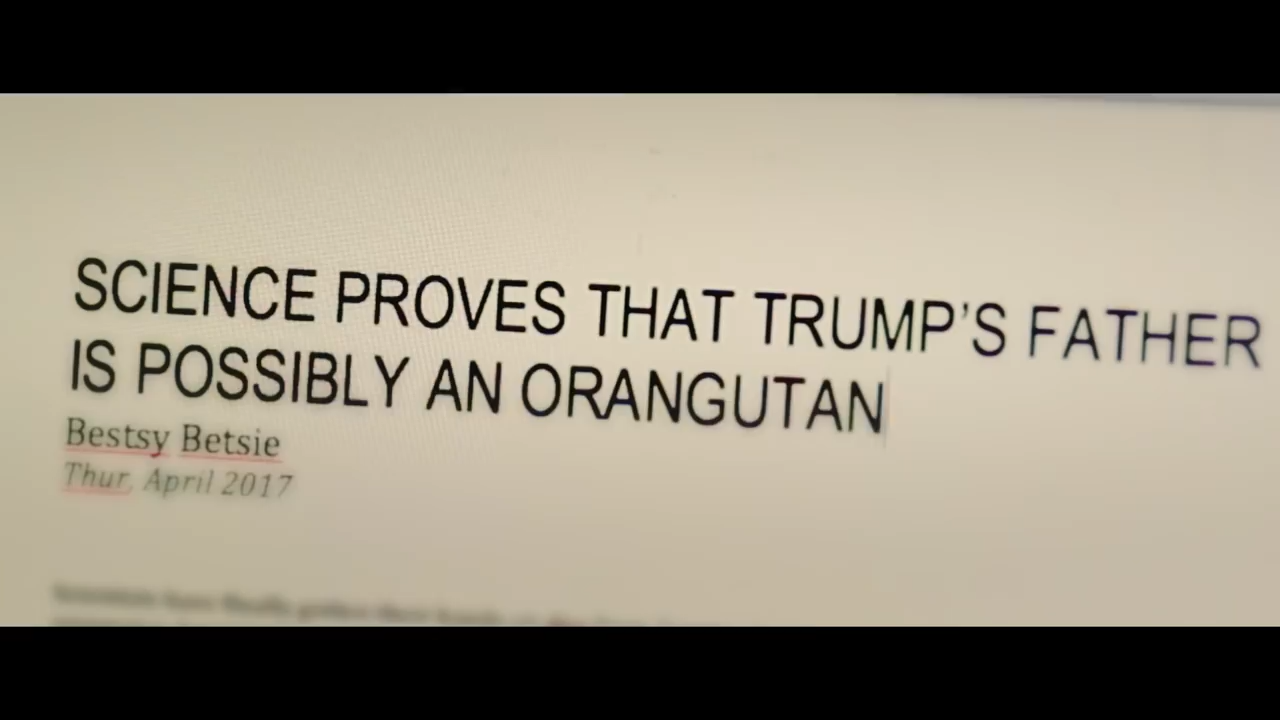 SCIENCE PROVES THAT TRUMP'S FATHER
IS POSSIBLY AN ORANGUTAN
Bestsy Betsie
Thur, April 2017